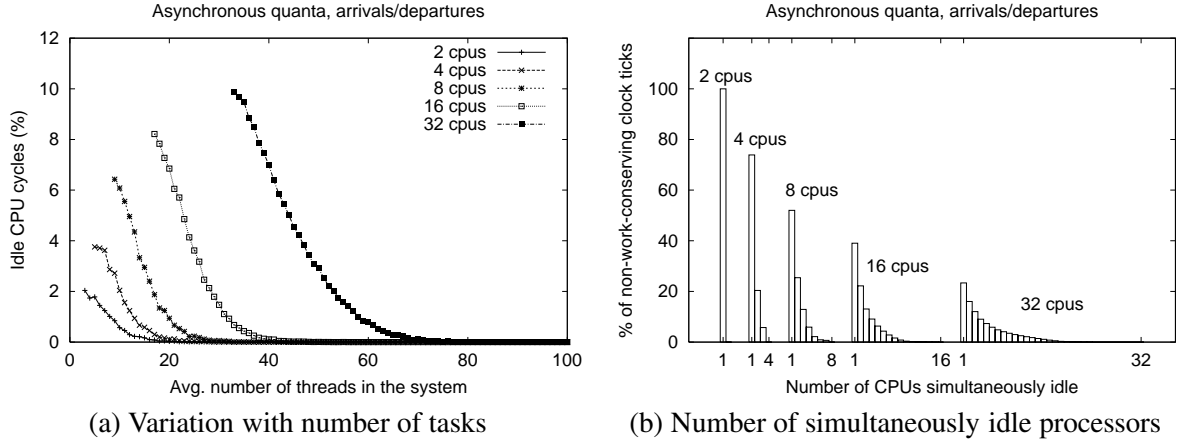 Asynchronous quanta, arrivals/departures
12
10
8
6
4
2
0
Idle CPU cycles (%)
2 cpus
4 cpus
8 cpus
16 cpus
32 cpus
0 20 40 60 80 100
Avg. number of threads in the system
(a) Variation with number of tasks
Asynchronous quanta, arrivals/departures
100
80
60
40
20
0
% of non-work-conserving clock ticks
2 cpus
4 cpus
8 cpus
16 cpus
32 cpus
1 1 4 1 8 1 16 1 32
Number of CPUs simultaneously idle
(b) Number of simultaneously idle processors